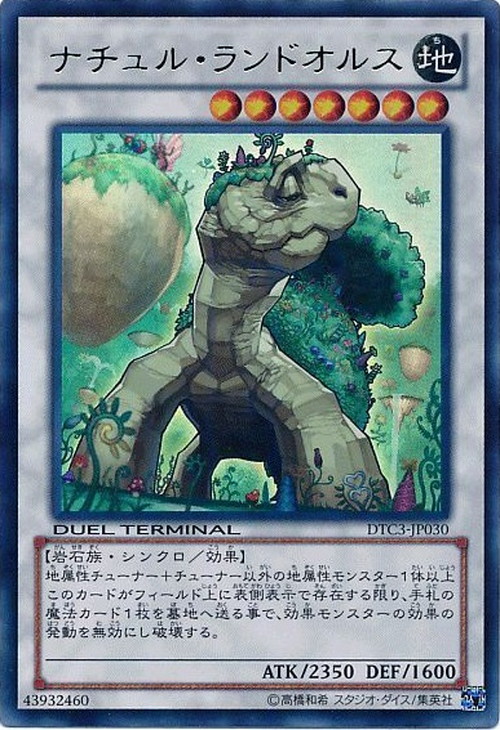 ナチュル・ランドオルス
地
DUEL TERMINAL
DTC3-JP030
【岩石族・シンクロ/効果】
地属性チューナー+チューナー以外の地属性モンスター1体以上
このカードがフィールド上に表側表示で存在する限り、手札の
魔法カード1枚を墓地へ送る事で、効果モンスターの効果の
発動を無効にし破壊する。
ATK/2350 DEF/1600
43932460
©高橋和希 スタジオ・ダイス/集英社